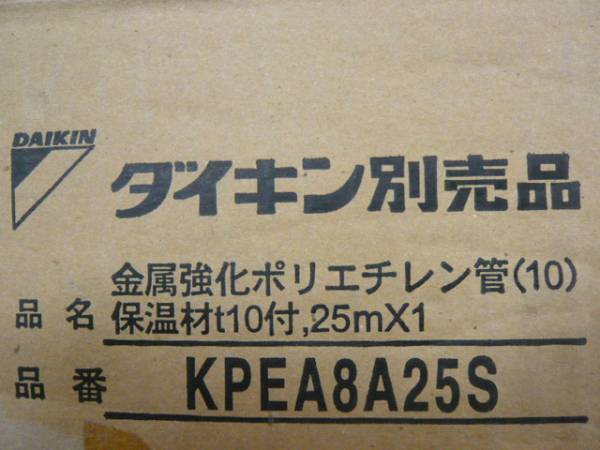 DAIKIN
ダイキン別売品
金属強化ポリエチレン管(10)
品名 保温材t10付,25mX1
品番 KPEA8A25S